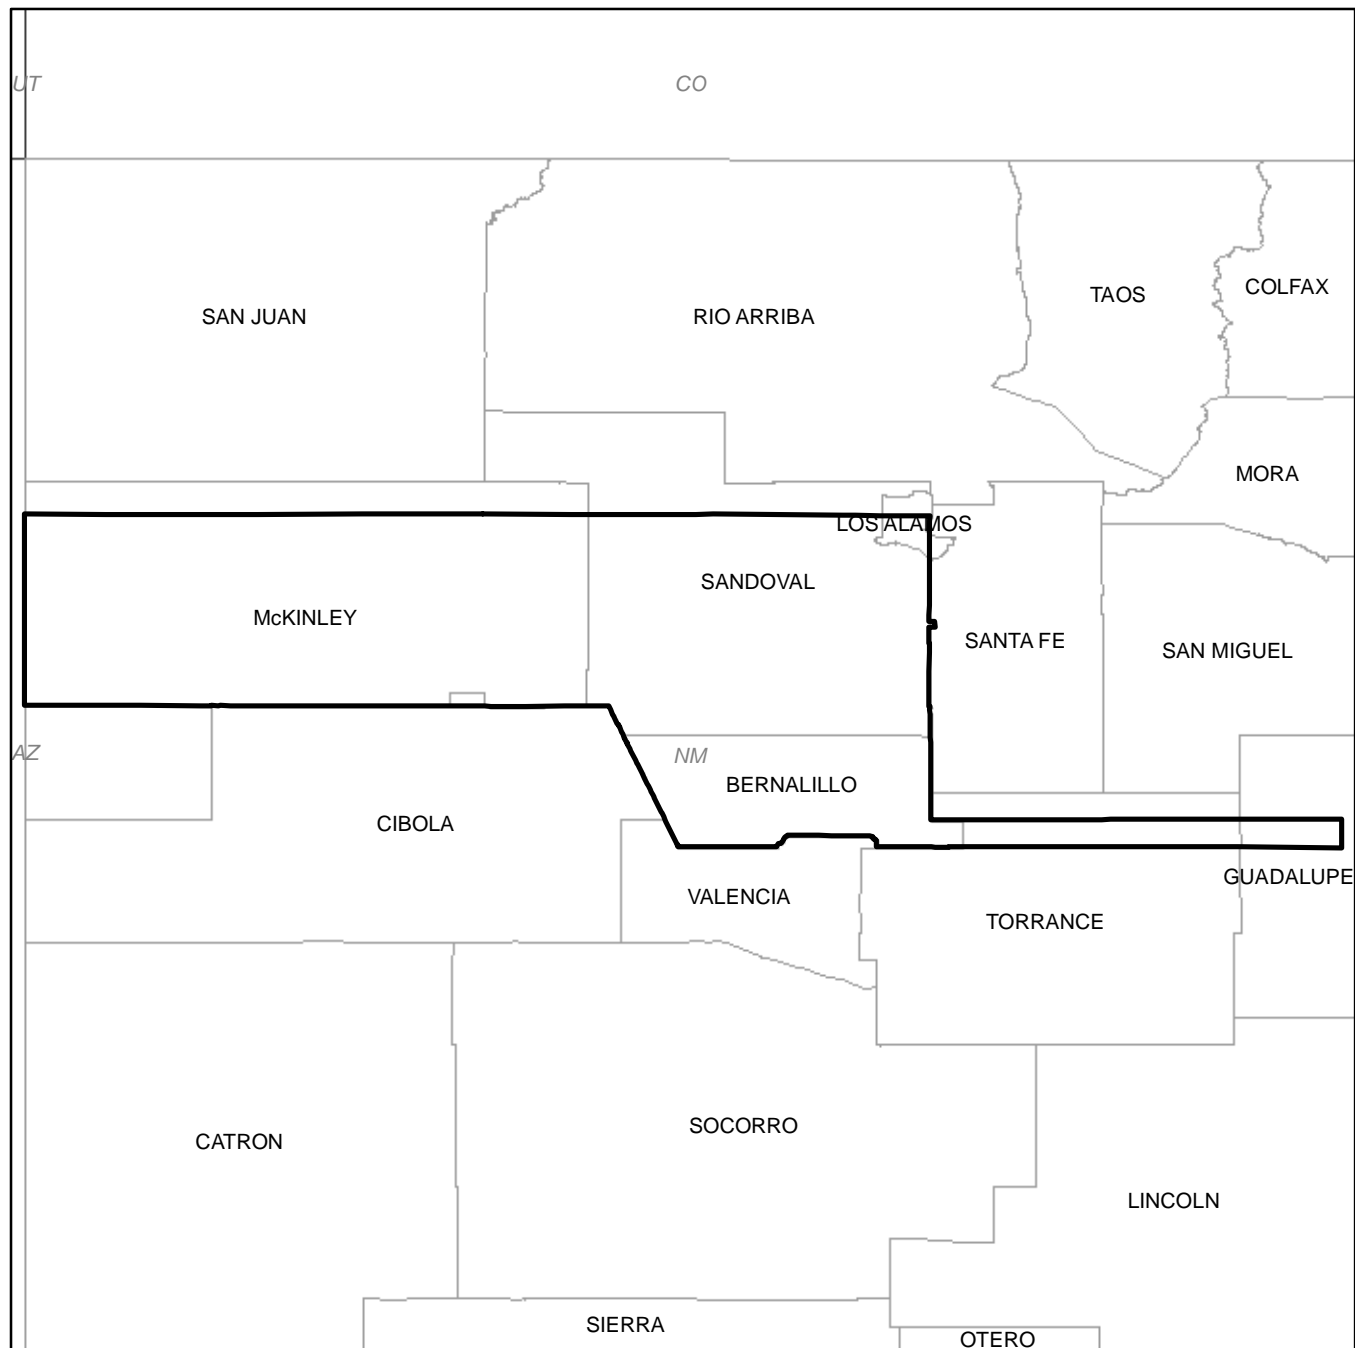 UT
CO
COLFAX
TAOS
SAN JUAN
RIO ARRIBA
MORA
LOS ALAMOS
SANDOVAL
McKINLEY
SANTA FE
SAN MIGUEL
AZ
NM
BERNALILLO
CIBOLA
GUADALUPE
VALENCIA
TORRANCE
SOCORRO
CATRON
LINCOLN
SIERRA
OTERO